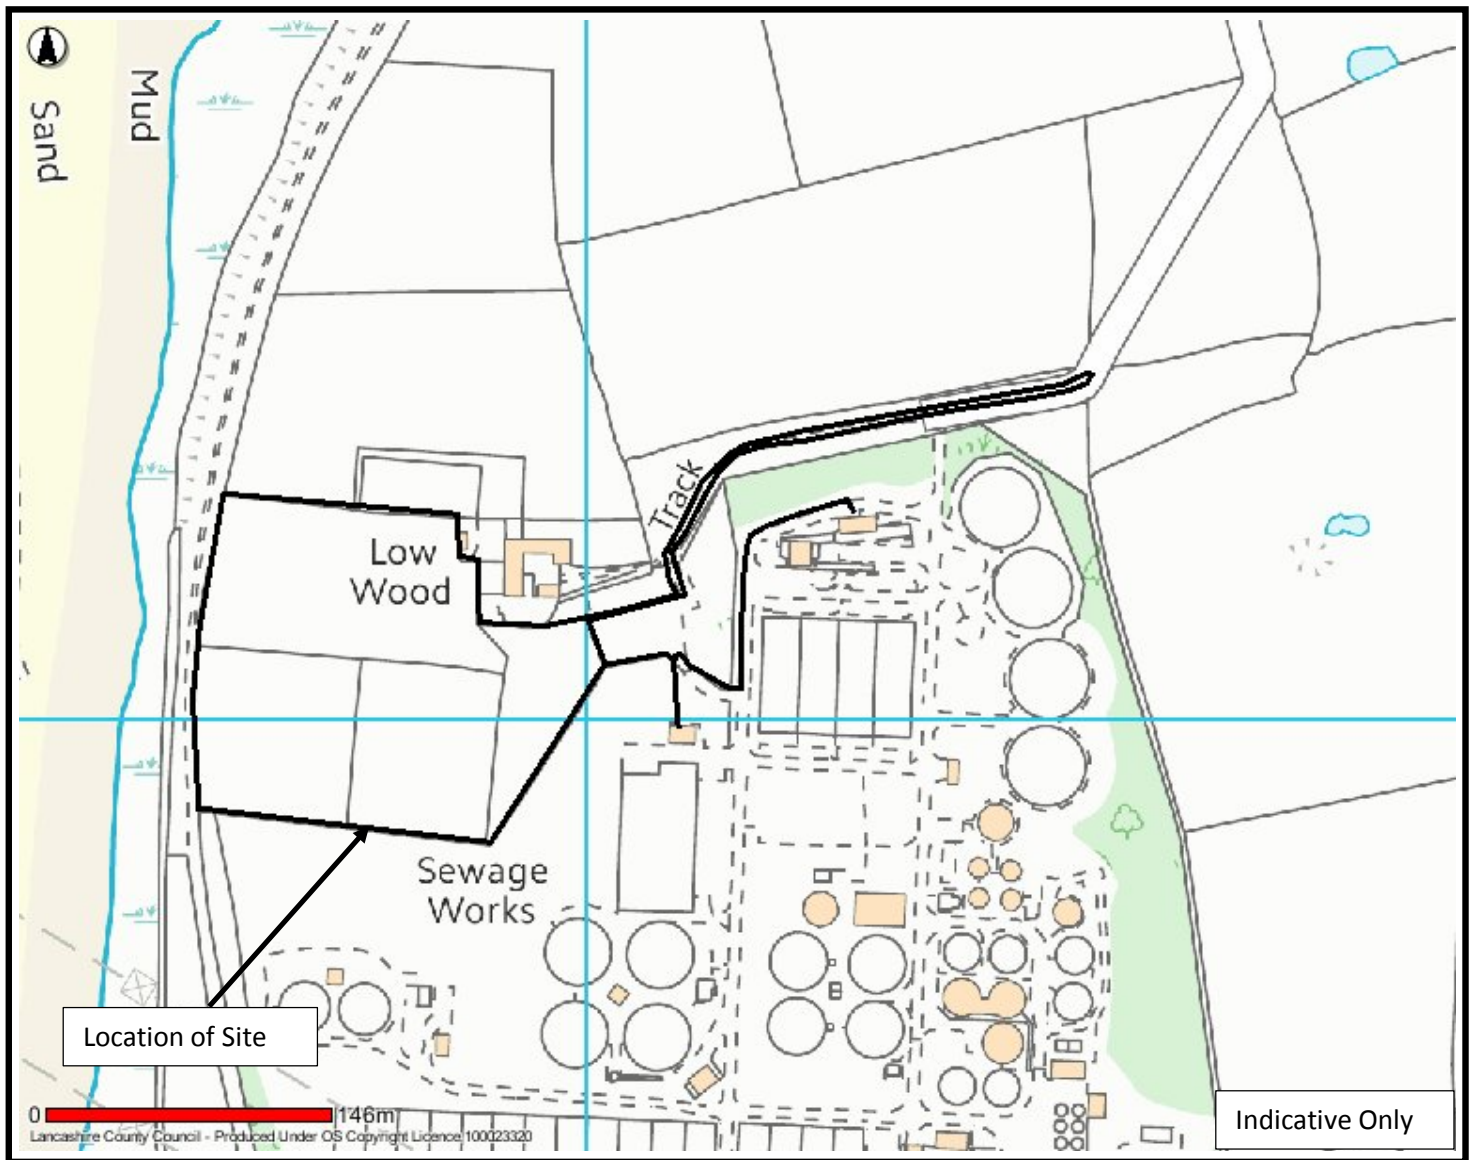 Mud
Sand
Track
Low
Wood
Sewage
Works
Location of Site
0 146m
Lancashire County Council - Produced Under OS Copyright Licence 100023320
Indicative Only